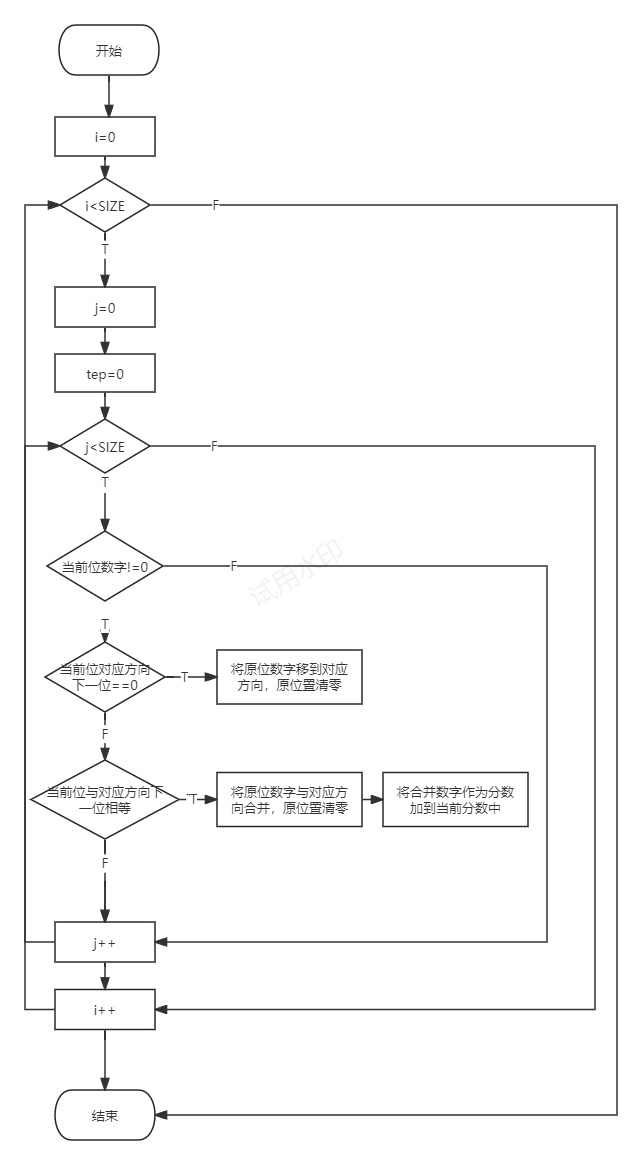 开始
i=0
i<SIZE
F
T
j=0
tep=0
j<SIZE
F
T
试用水印
当前位数字!=0
F
T
当前位对应方向
下一位==0
T
将原位数字移到对应
方向，原位置清零
F
当前位与对应方向下
一位相等
T
将原位数字与对应方
向合并，原位置清零
将合并数字作为分数
加到当前分数中
F
j++
i++
结束